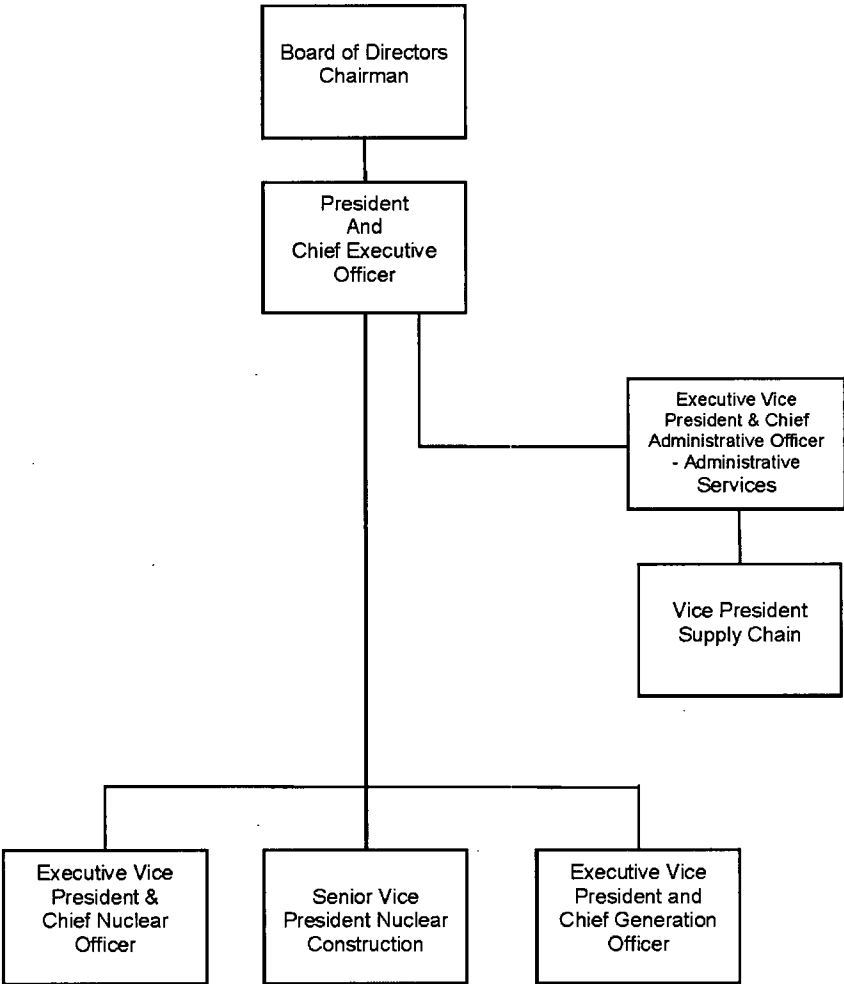 Board of Directors
Chairman
President
And
Chief Executive
Officer
Executive Vice
President & Chief
Administrative Officer
- Administrative
Services
Vice President
Supply Chain
Executive Vice
President &
Chief Nuclear
Officer
Senior Vice
President Nuclear
Construction
Executive Vice
President and
Chief Generation
Officer